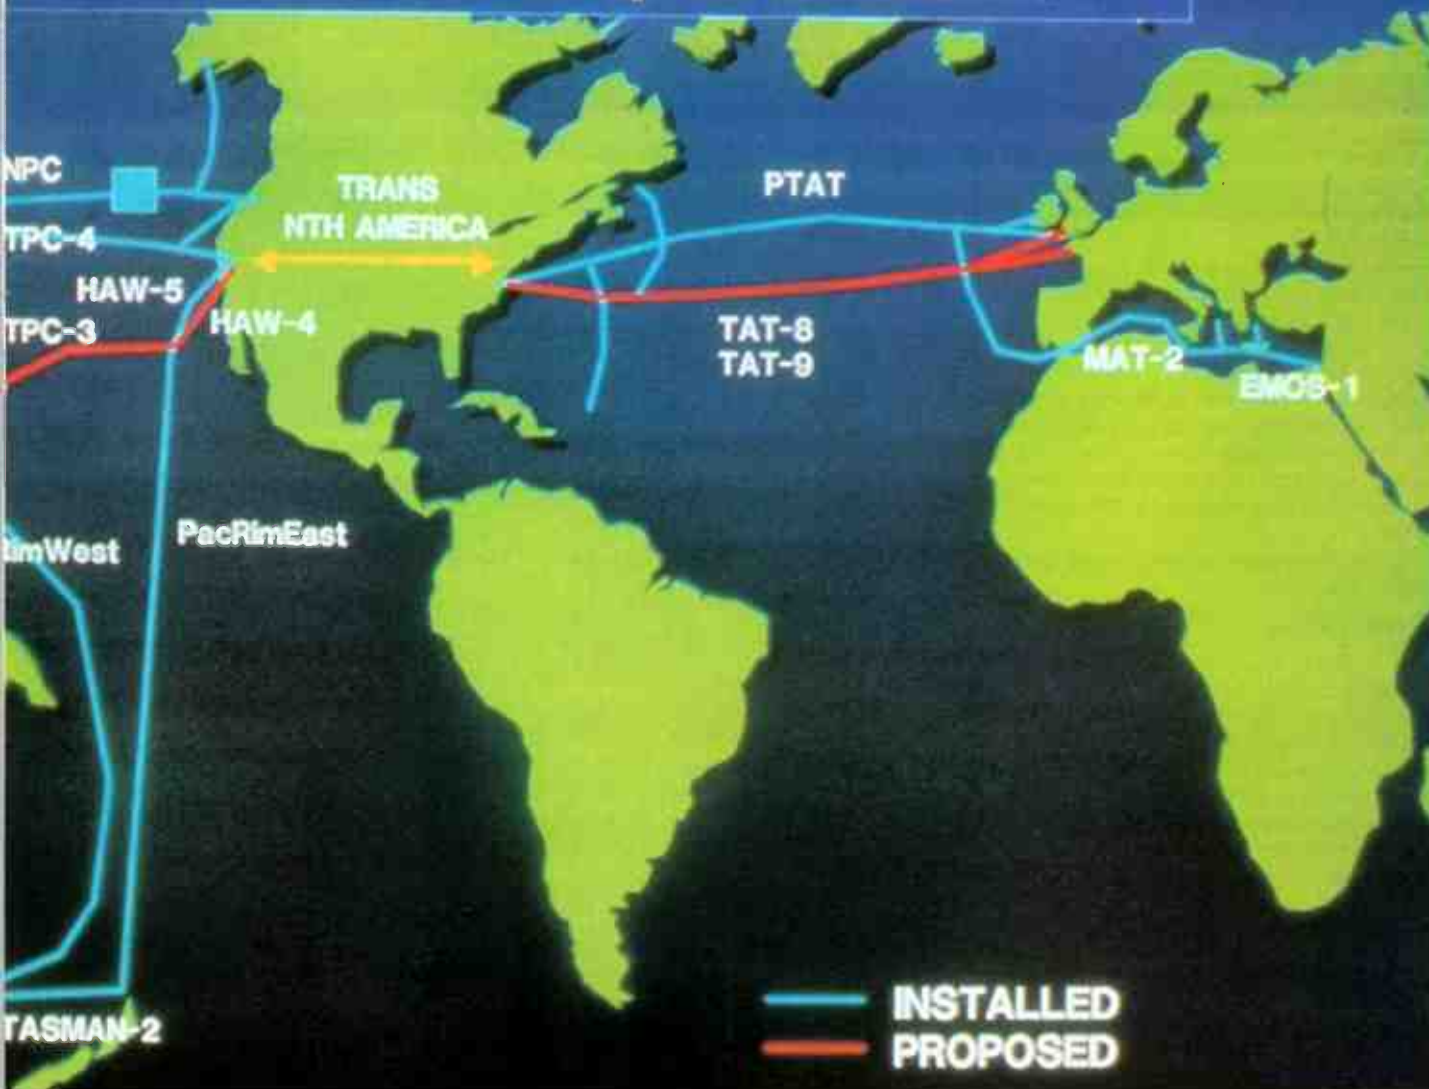 NPC
TRANS
NTH AMERICA
PTAT
TPC-4
HAW-5
HAW-4
TPC-3
TAT-8
TAT-9
MAT-2
EMOS-1
PacRimEast
RimWest
INSTALLED
PROPOSED
TASMAN-2